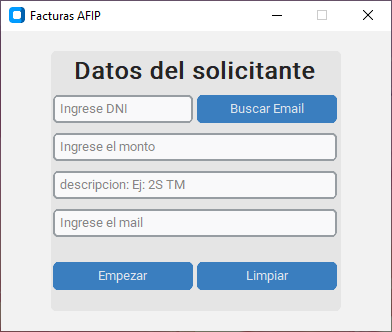 Facturas AFIP
Datos del solicitante
Ingrese DNI
Buscar Email
Ingrese el monto
descripcion: Ej: 2S TM
Ingrese el mail
Empezar
Limpiar